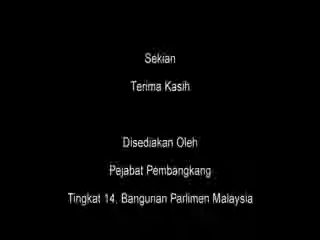 Sekian
Terima Kasih
Disediakan Oleh
Pejabat Pembangkang
Tingkat 14, Bangunan Parlimen Malaysia